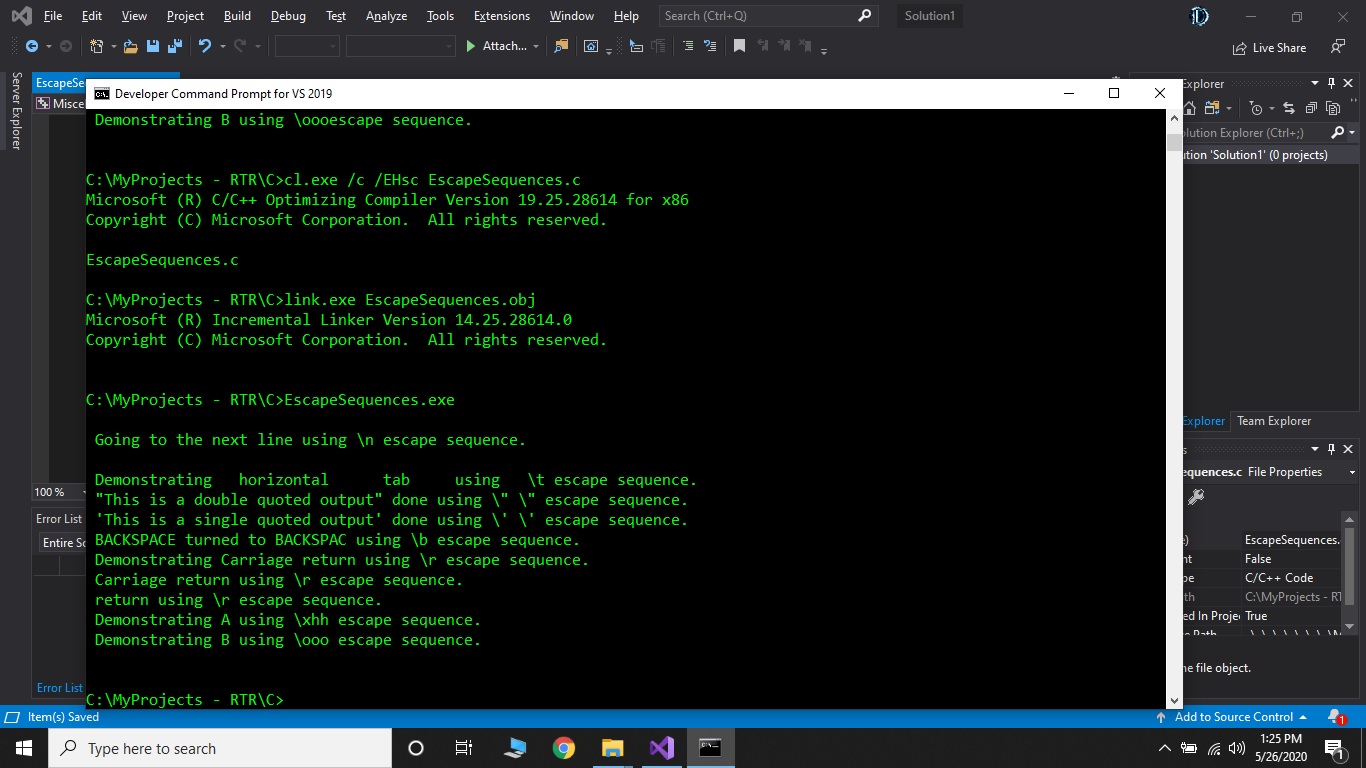 File Edit View Project Build Debug Test Analyze Tools Extensions Window Help Search (Ctrl+Q) Solution1
Attach... Live Share
Server Explorer
EscapeSe
Misce
Developer Command Prompt for VS 2019
Demonstrating B using \oooescape sequence.
C:\MyProjects - RTR\C>cl.exe /c /EHsc EscapeSequences.c
Microsoft (R) C/C++ Optimizing Compiler Version 19.25.28614 for x86
Copyright (C) Microsoft Corporation.  All rights reserved.
EscapeSequences.c
C:\MyProjects - RTR\C>link.exe EscapeSequences.obj
Microsoft (R) Incremental Linker Version 14.25.28614.0
Copyright (C) Microsoft Corporation.  All rights reserved.
C:\MyProjects - RTR\C>EscapeSequences.exe
Going to the next line using \n escape sequence.
Demonstrating   horizontal      tab     using   \t escape sequence.
"This is a double quoted output" done using \" \" escape sequence.
'This is a single quoted output' done using \' \' escape sequence.
BACKSPACE turned to BACKSPAC using \b escape sequence.
Demonstrating Carriage return using \r escape sequence.
Carriage return using \r escape sequence.
return using \r escape sequence.
Demonstrating A using \xhh escape sequence.
Demonstrating B using \ooo escape sequence.
C:\MyProjects - RTR\C>
Explorer
olution Explorer (Ctrl+;)
ution 'Solution1' (0 projects)
Explorer Team Explorer
s
equences.c File Properties
e) EscapeSequences.
nt False
pe C/C++ Code
th C:\MyProjects - RT
ed In Proje True
e Path
he file object.
100 %
Error List
Entire So
Error List
Item(s) Saved Add to Source Control 1
Type here to search
1:25 PM
5/26/2020
1